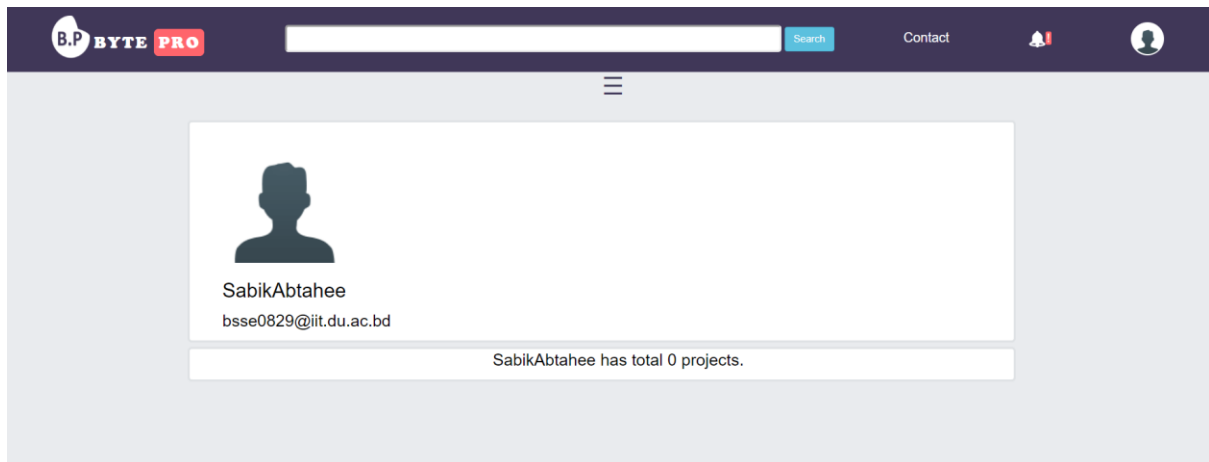 B.P BYTE PRO Search Contact !
SabikAbtahee
bsse0829@iit.du.ac.bd
SabikAbtahee has total 0 projects.